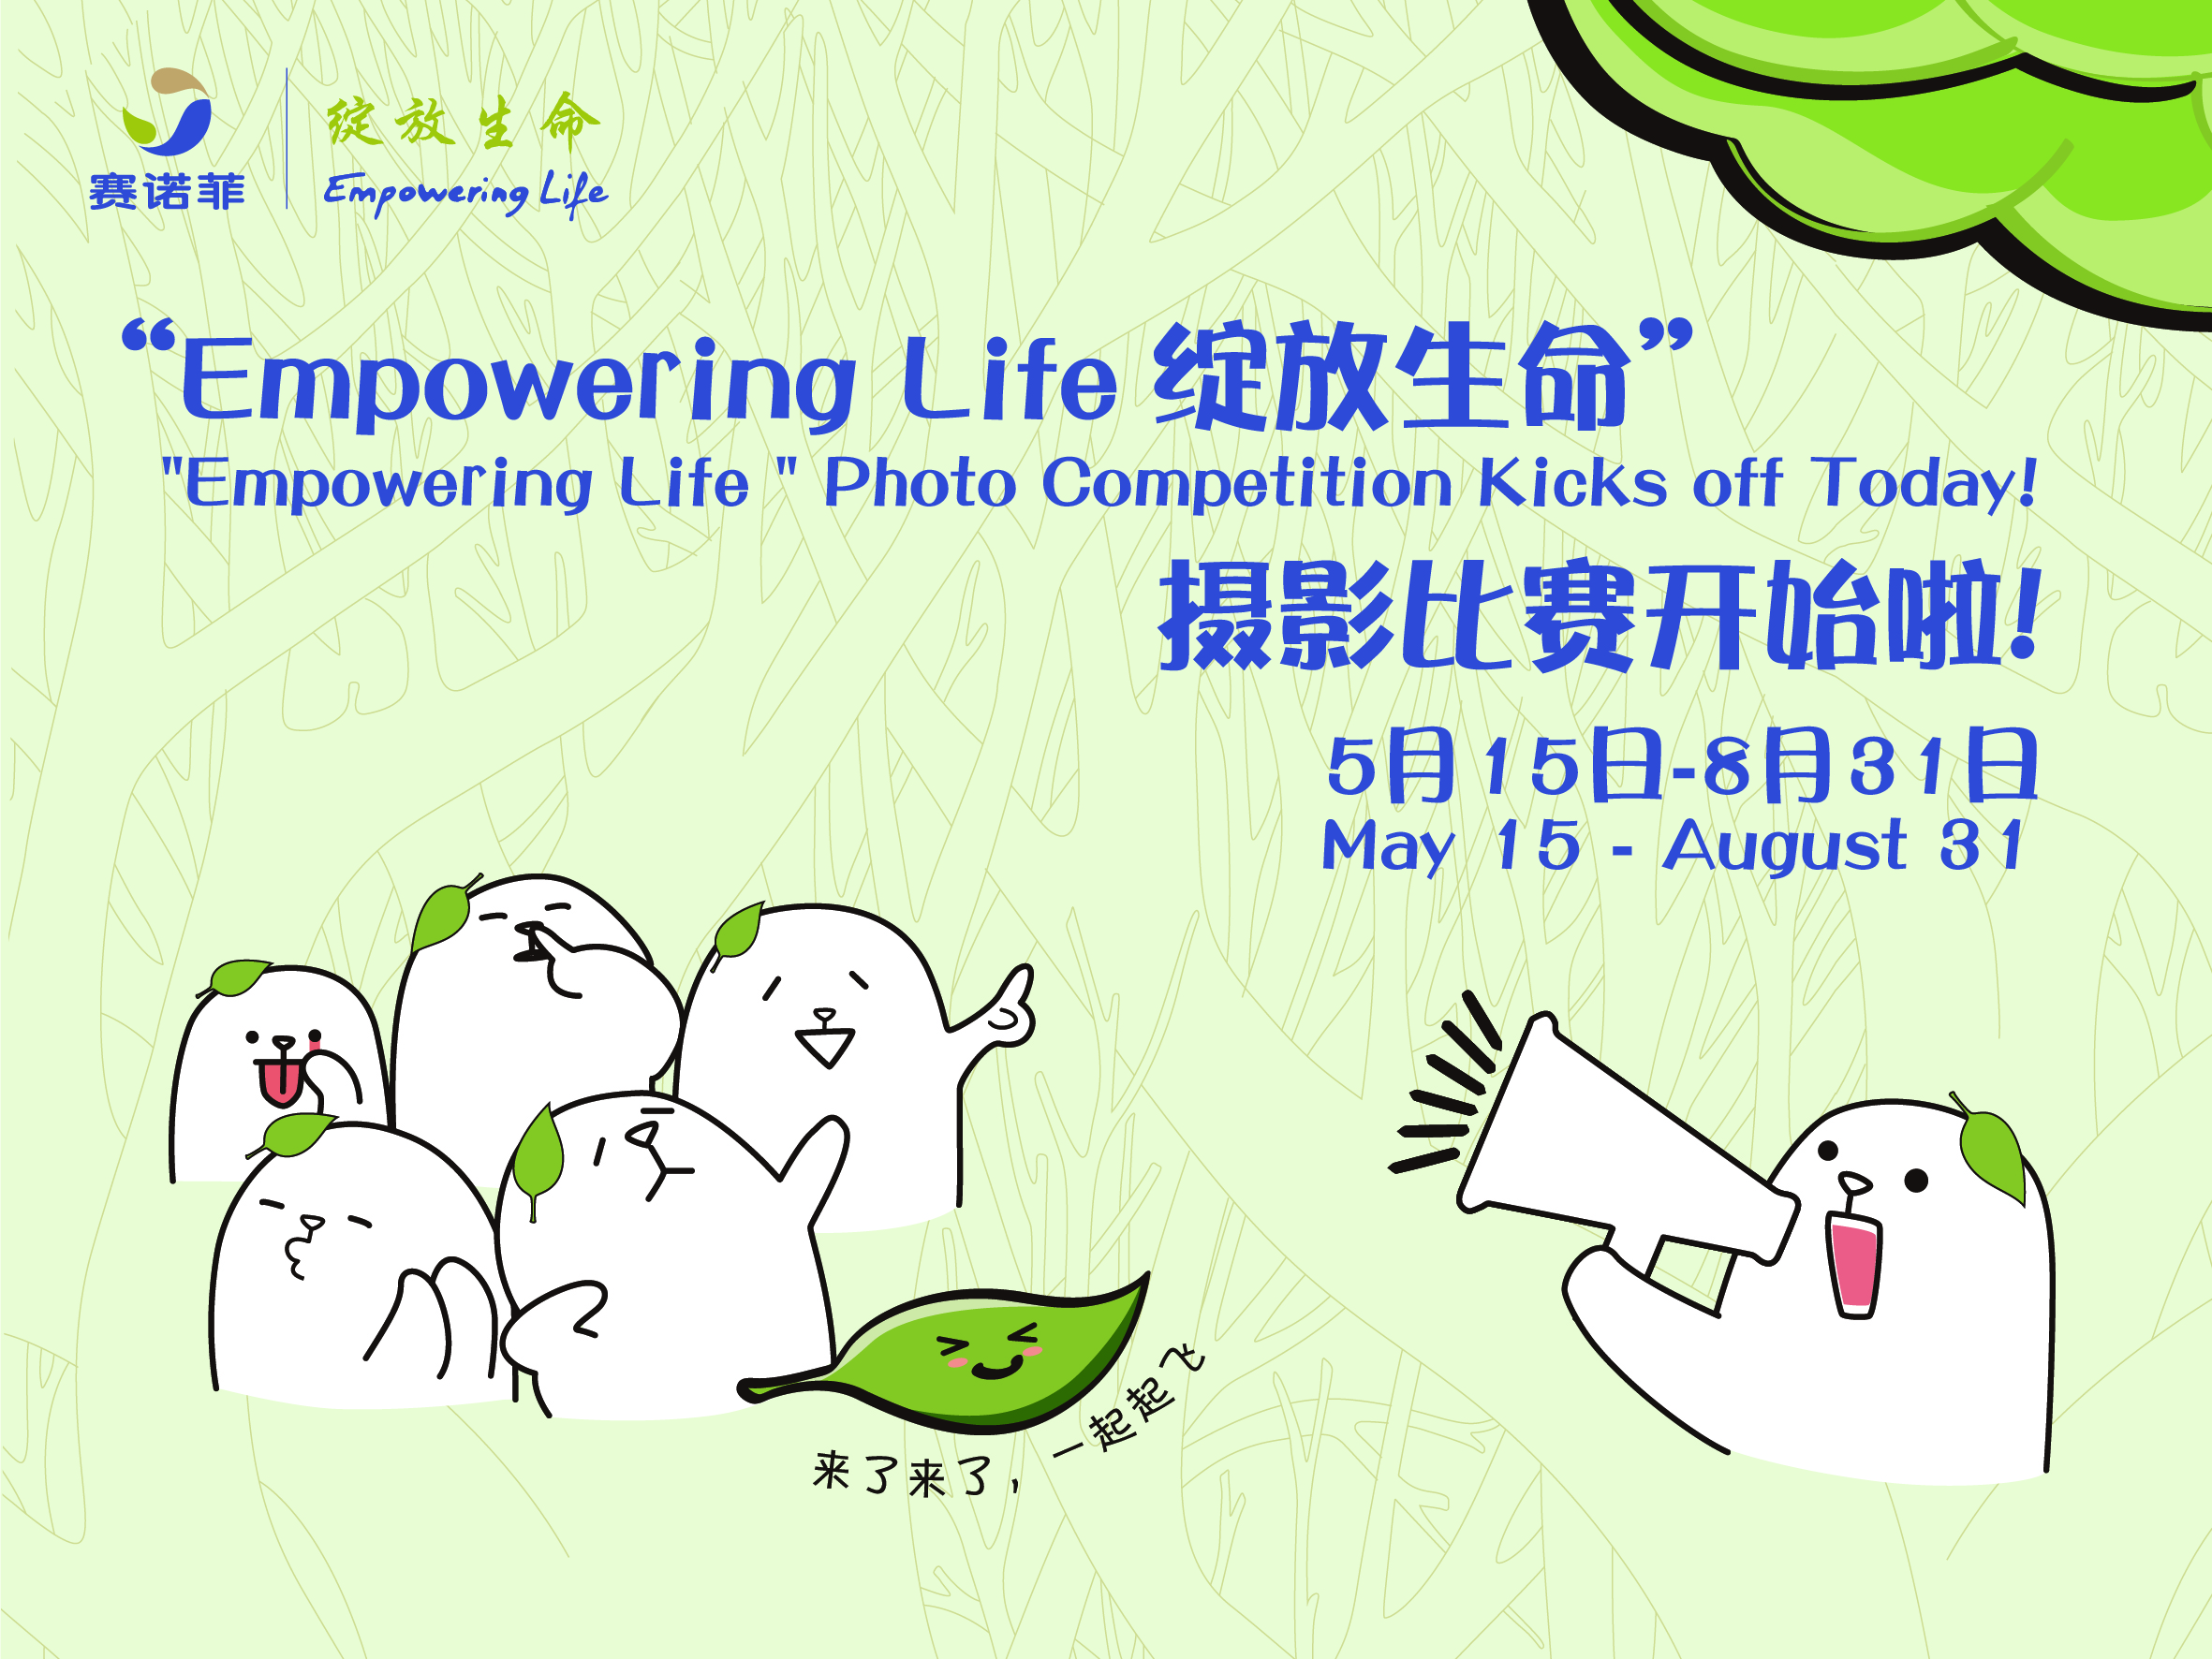 赛诺菲
绽放生命
Empowering Life
“Empowering Life 绽放生命”
"Empowering Life " Photo Competition Kicks off Today!
摄影比赛开始啦!
5月15日-8月31日
May 15 - August 31
来了来了，一起起飞